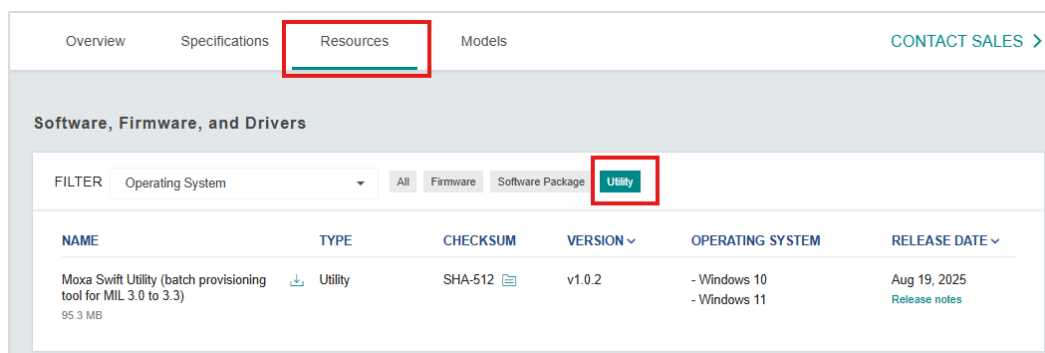 Overview Specifications Resources Models CONTACT SALES >
Software, Firmware, and Drivers
FILTER Operating System All Firmware Software Package Utility
NAME TYPE CHECKSUM VERSION OPERATING SYSTEM RELEASE DATE
Moxa Swift Utility (batch provisioning Utility SHA-512 v1.0.2 - Windows 10 Aug 19, 2025
tool for MIL 3.0 to 3.3) - Windows 11 Release notes
95.3 MB